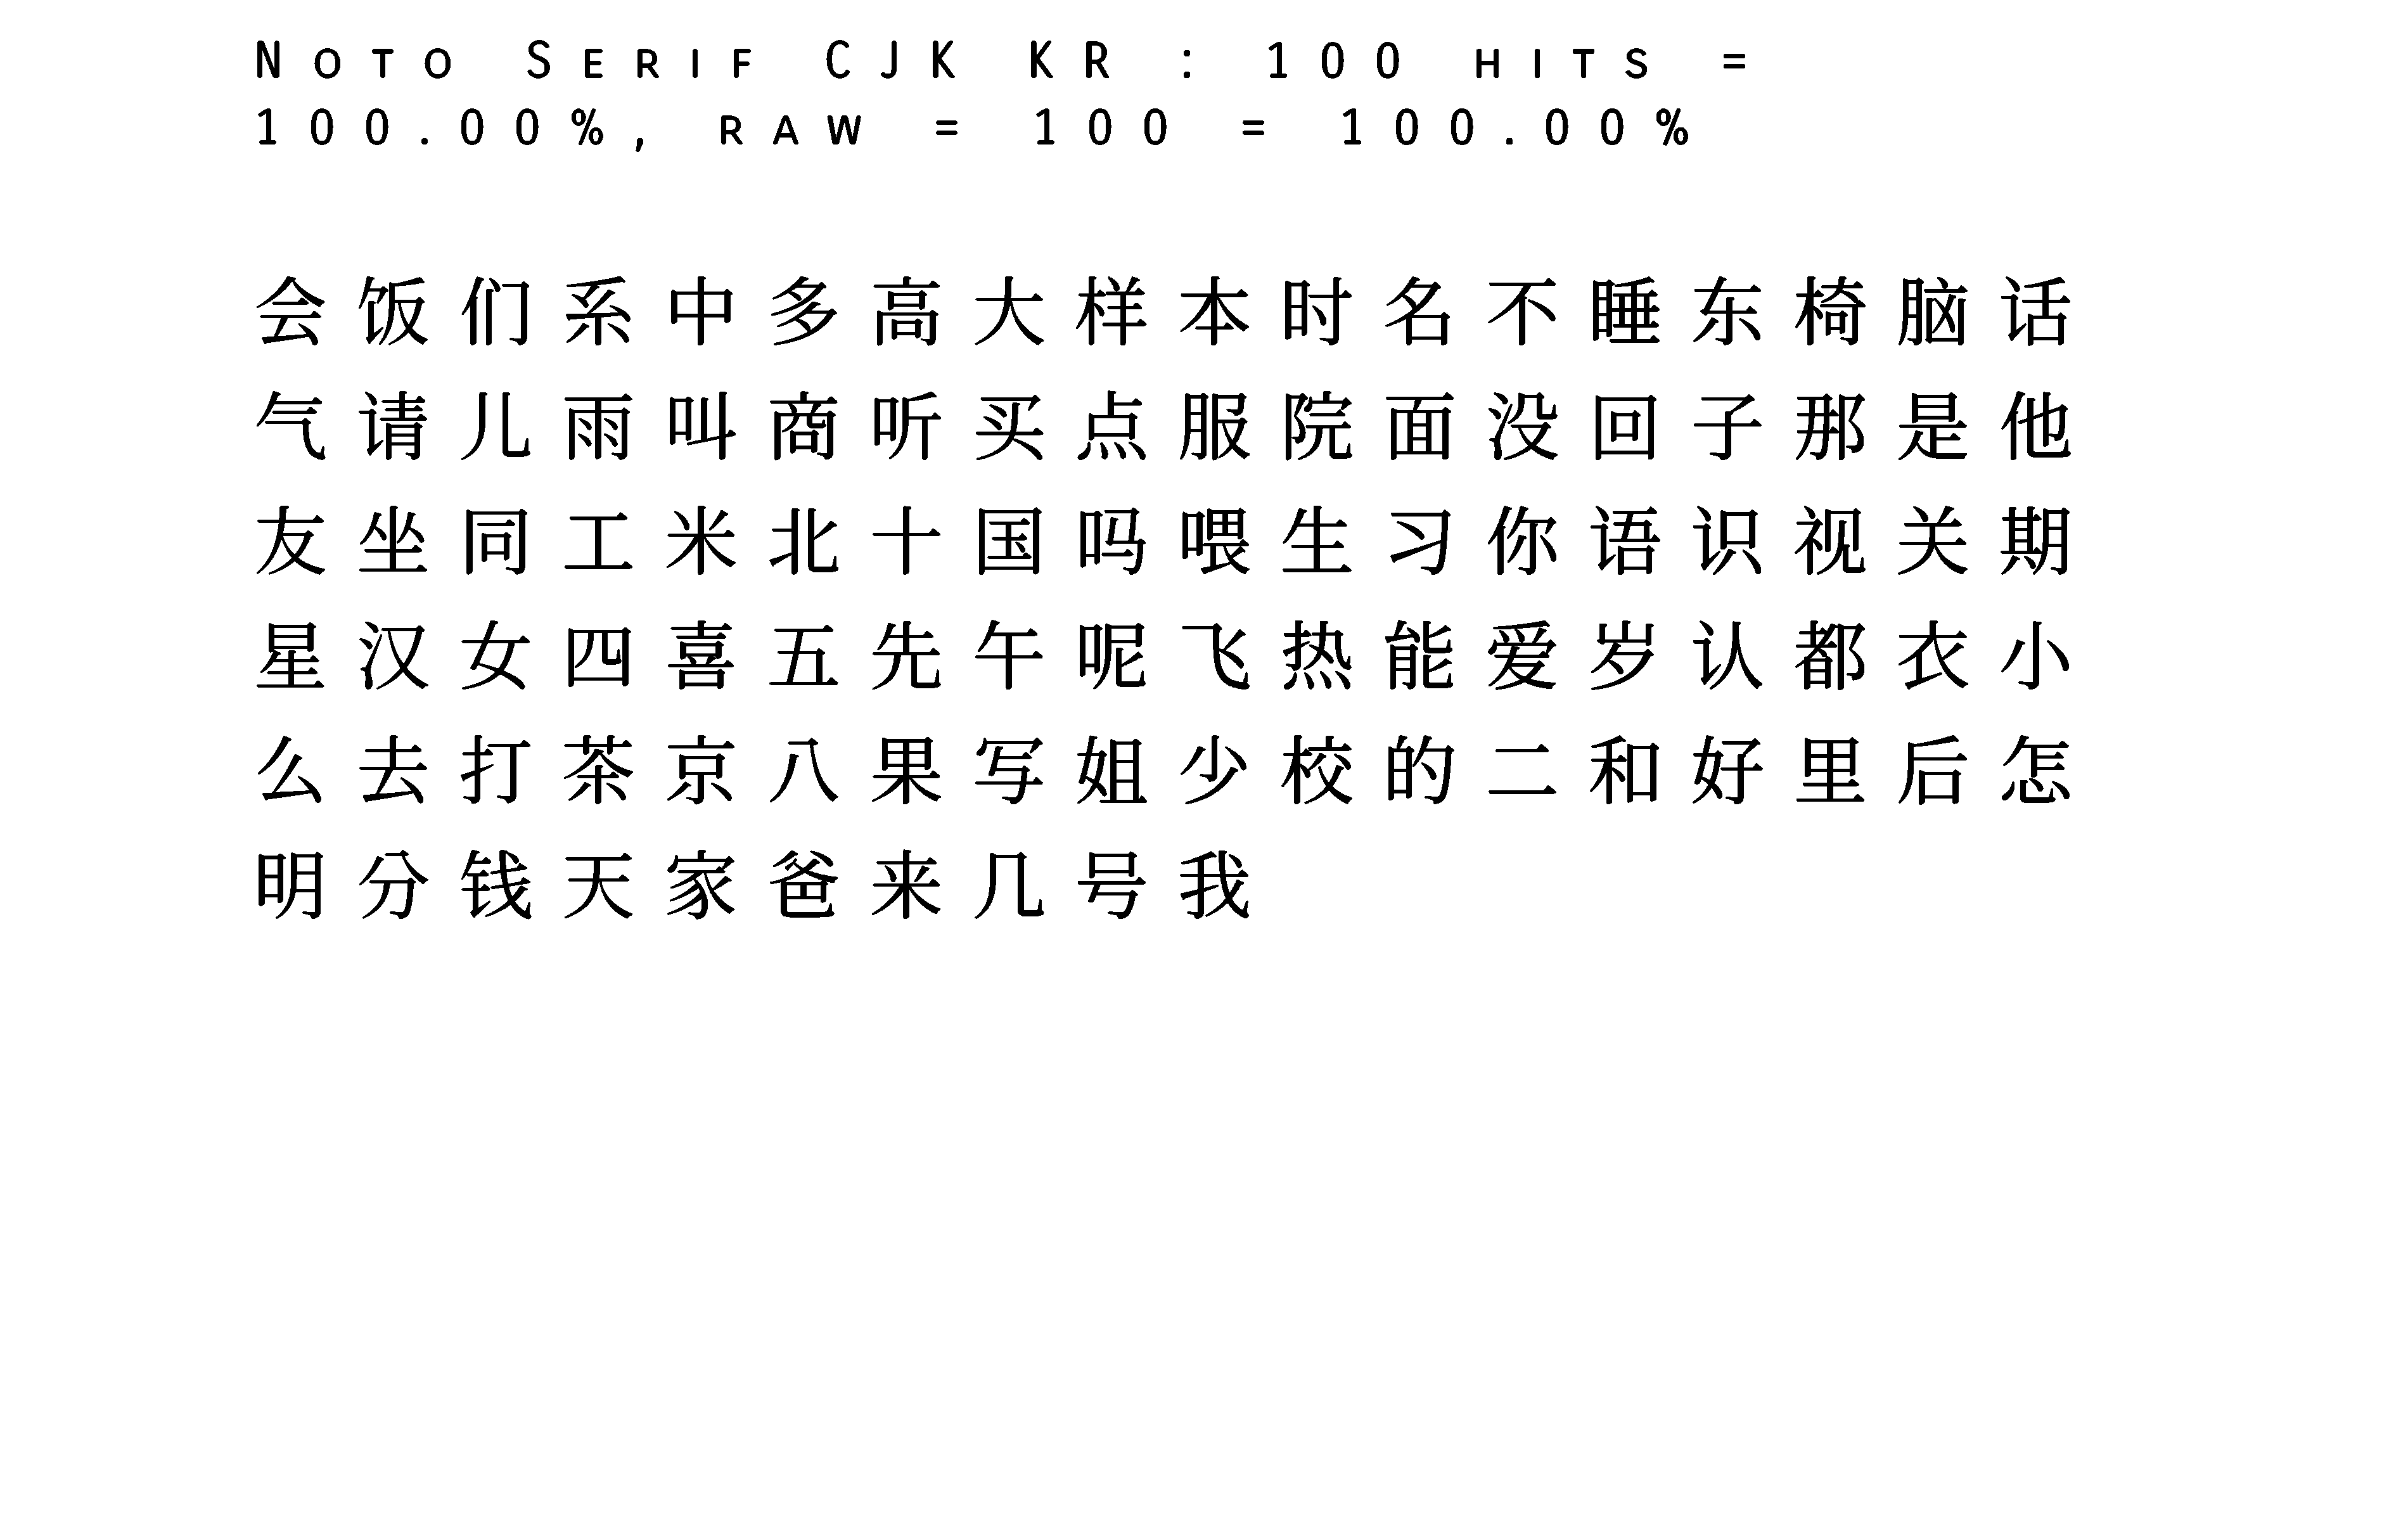 Noto Serif CJK KR : 100 hits =
100.00%, raw = 100 = 100.00%
会饭们系中多高大样本时名不睡东椅脑话
气请儿雨叫商听买点服院面没回子那是他
友坐同工米北十国吗喂生习你语识视关期
星汉女四喜五先午呢飞热能爱岁认都衣小
么去打茶京八果写姐少校的二和好里后怎
明分钱天家爸来几号我